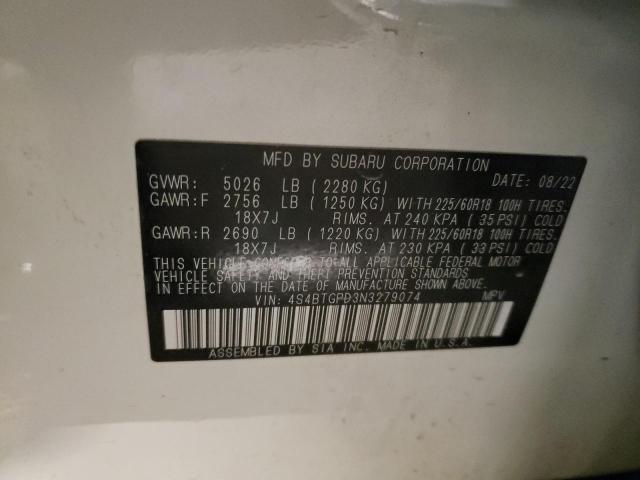 MFD BY SUBARU CORPORATION
GVWR: 5026 LB (2280 KG) DATE: 08/22
GAWR:F 2756 LB (1250 KG) WITH 225/60R18 100H TIRES.
18X7J RIMS. AT 240 KPA (35 PSI) COLD
GAWR:R 2690 LB (1220 KG) WITH 225/60R18 100H TIRES.
18X7J RIMS. AT 230 KPA (33 PSI) COLD
THIS VEHICLE CONFORMS TO ALL APPLICABLE FEDERAL MOTOR
VEHICLE SAFETY AND THEFT PREVENTION STANDARDS
IN EFFECT ON THE DATE OF MANUFACTURE SHOWN ABOVE.
VIN: 4S4BTGPD3N3279074 MPV
ASSEMBLED BY SIA INC. MADE IN U.S.A.